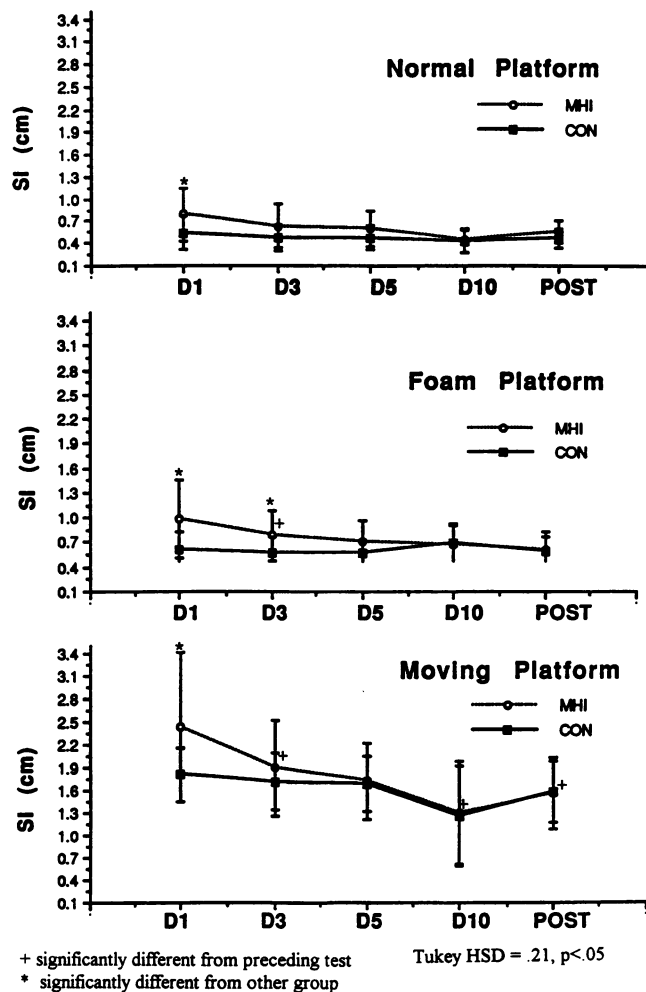 3.4
3.1
2.8
2.5
2.2
1.9
1.6
1.3
1.0
0.7
0.4
0.1
SI (cm)
Normal Platform
MHI
CON
*
D1 D3 D5 D10 POST
3.4
3.1
2.8
2.5
2.2
1.9
1.6
1.3
1.0
0.7
0.4
0.1
SI (cm)
Foam Platform
MHI
CON
*
* +
D1 D3 D5 D10 POST
3.4
3.1
2.8
2.5
2.2
1.9
1.6
1.3
1.0
0.7
0.4
0.1
SI (cm)
Moving Platform
MHI
CON
*
+ + +
D1 D3 D5 D10 POST
+ significantly different from preceding test
Tukey HSD = .21, p<.05
* significantly different from other group